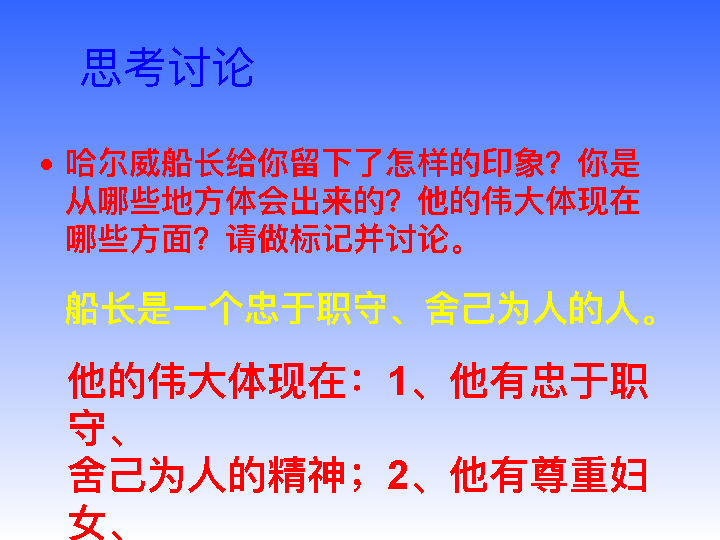 思考讨论
• 哈尔威船长给你留下了怎样的印象？你是
从哪些地方体会出来的？他的伟大体现在
哪些方面？请做标记并讨论。
船长是一个忠于职守、舍己为人的人。
他的伟大体现在：1、他有忠于职
守、
舍己为人的精神；2、他有尊重妇
女、